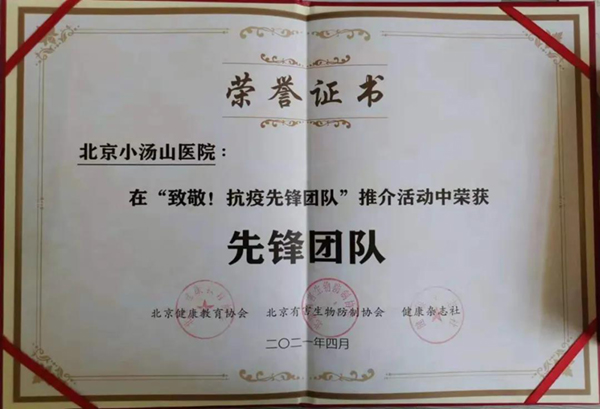 荣誉证书
北京小汤山医院：
在“致敬！抗疫先锋团队”推介活动中荣获
先锋团队
北京健康教育协会 北京有害生物防制协会 健康杂志社
二〇二一年四月